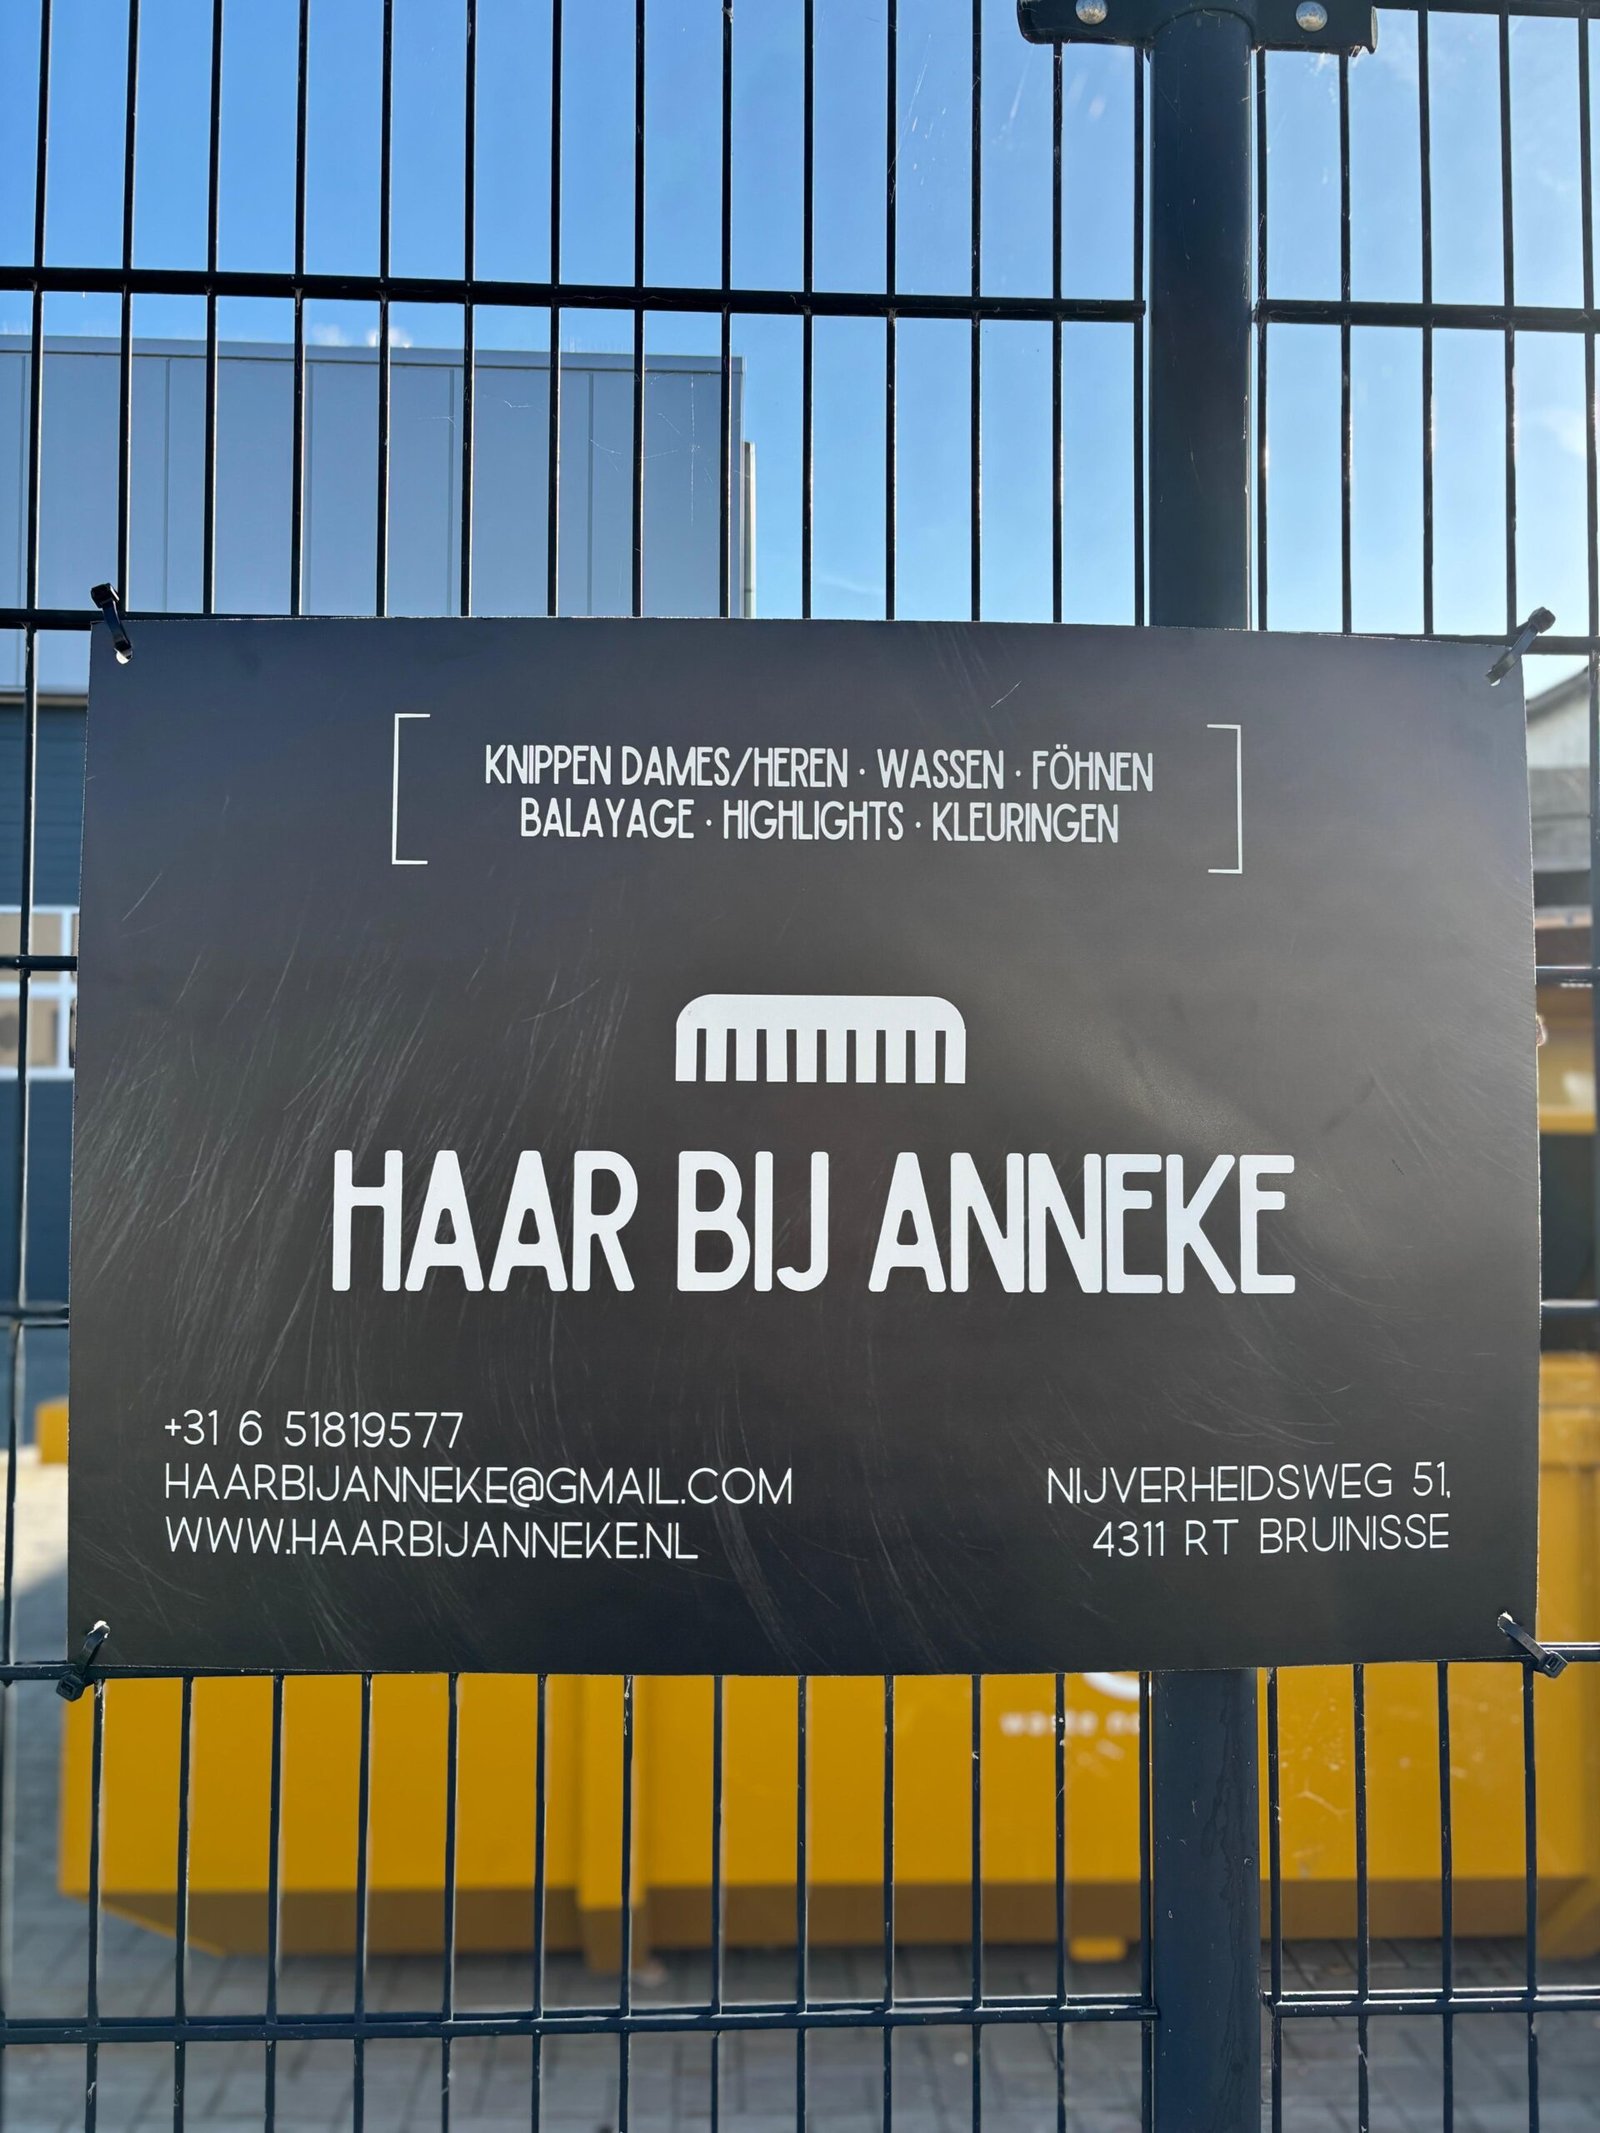 KNIPPEN DAMES/HEREN · WASSEN · FÖHNEN
BALAYAGE · HIGHLIGHTS · KLEURINGEN
HAAR BIJ ANNEKE
+31 6 51819577
HAARBIJANNEKE@GMAIL.COM
WWW.HAARBIJANNEKE.NL
NIJVERHEIDSWEG 51,
4311 RT BRUINISSE
waste